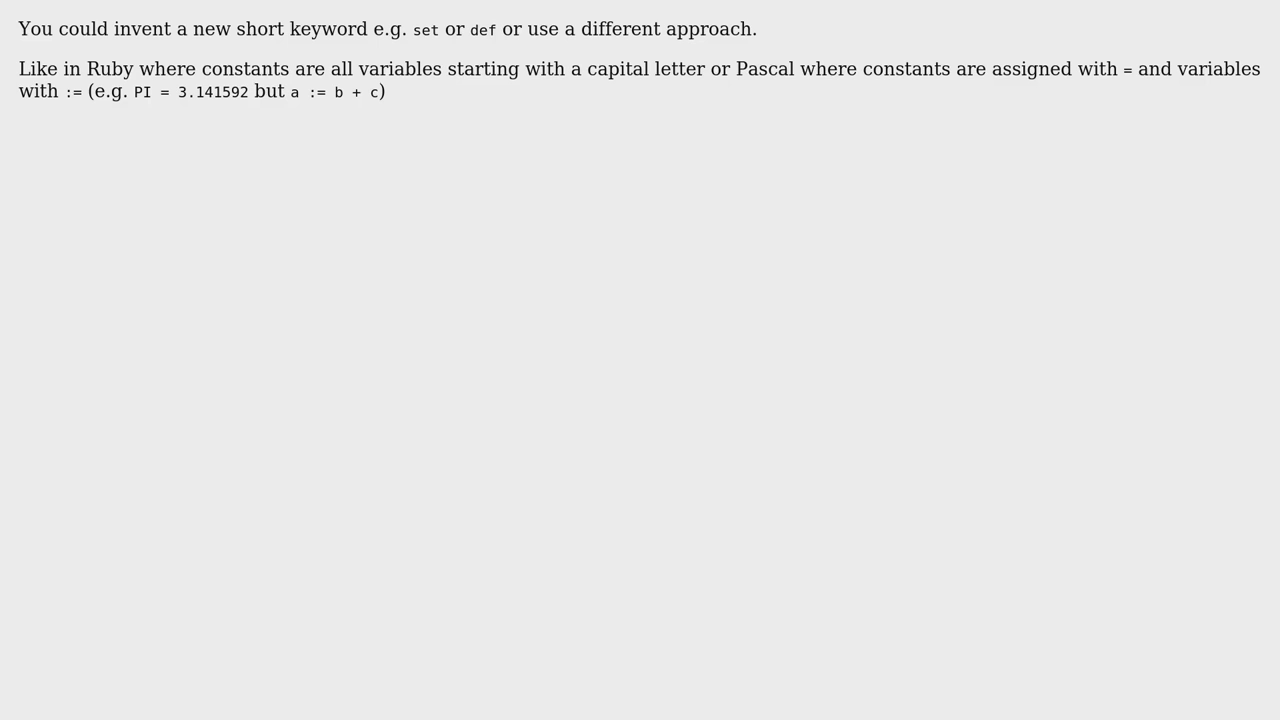 You could invent a new short keyword e.g. set or def or use a different approach.
Like in Ruby where constants are all variables starting with a capital letter or Pascal where constants are assigned with = and variables
with := (e.g. PI = 3.141592 but a := b + c)